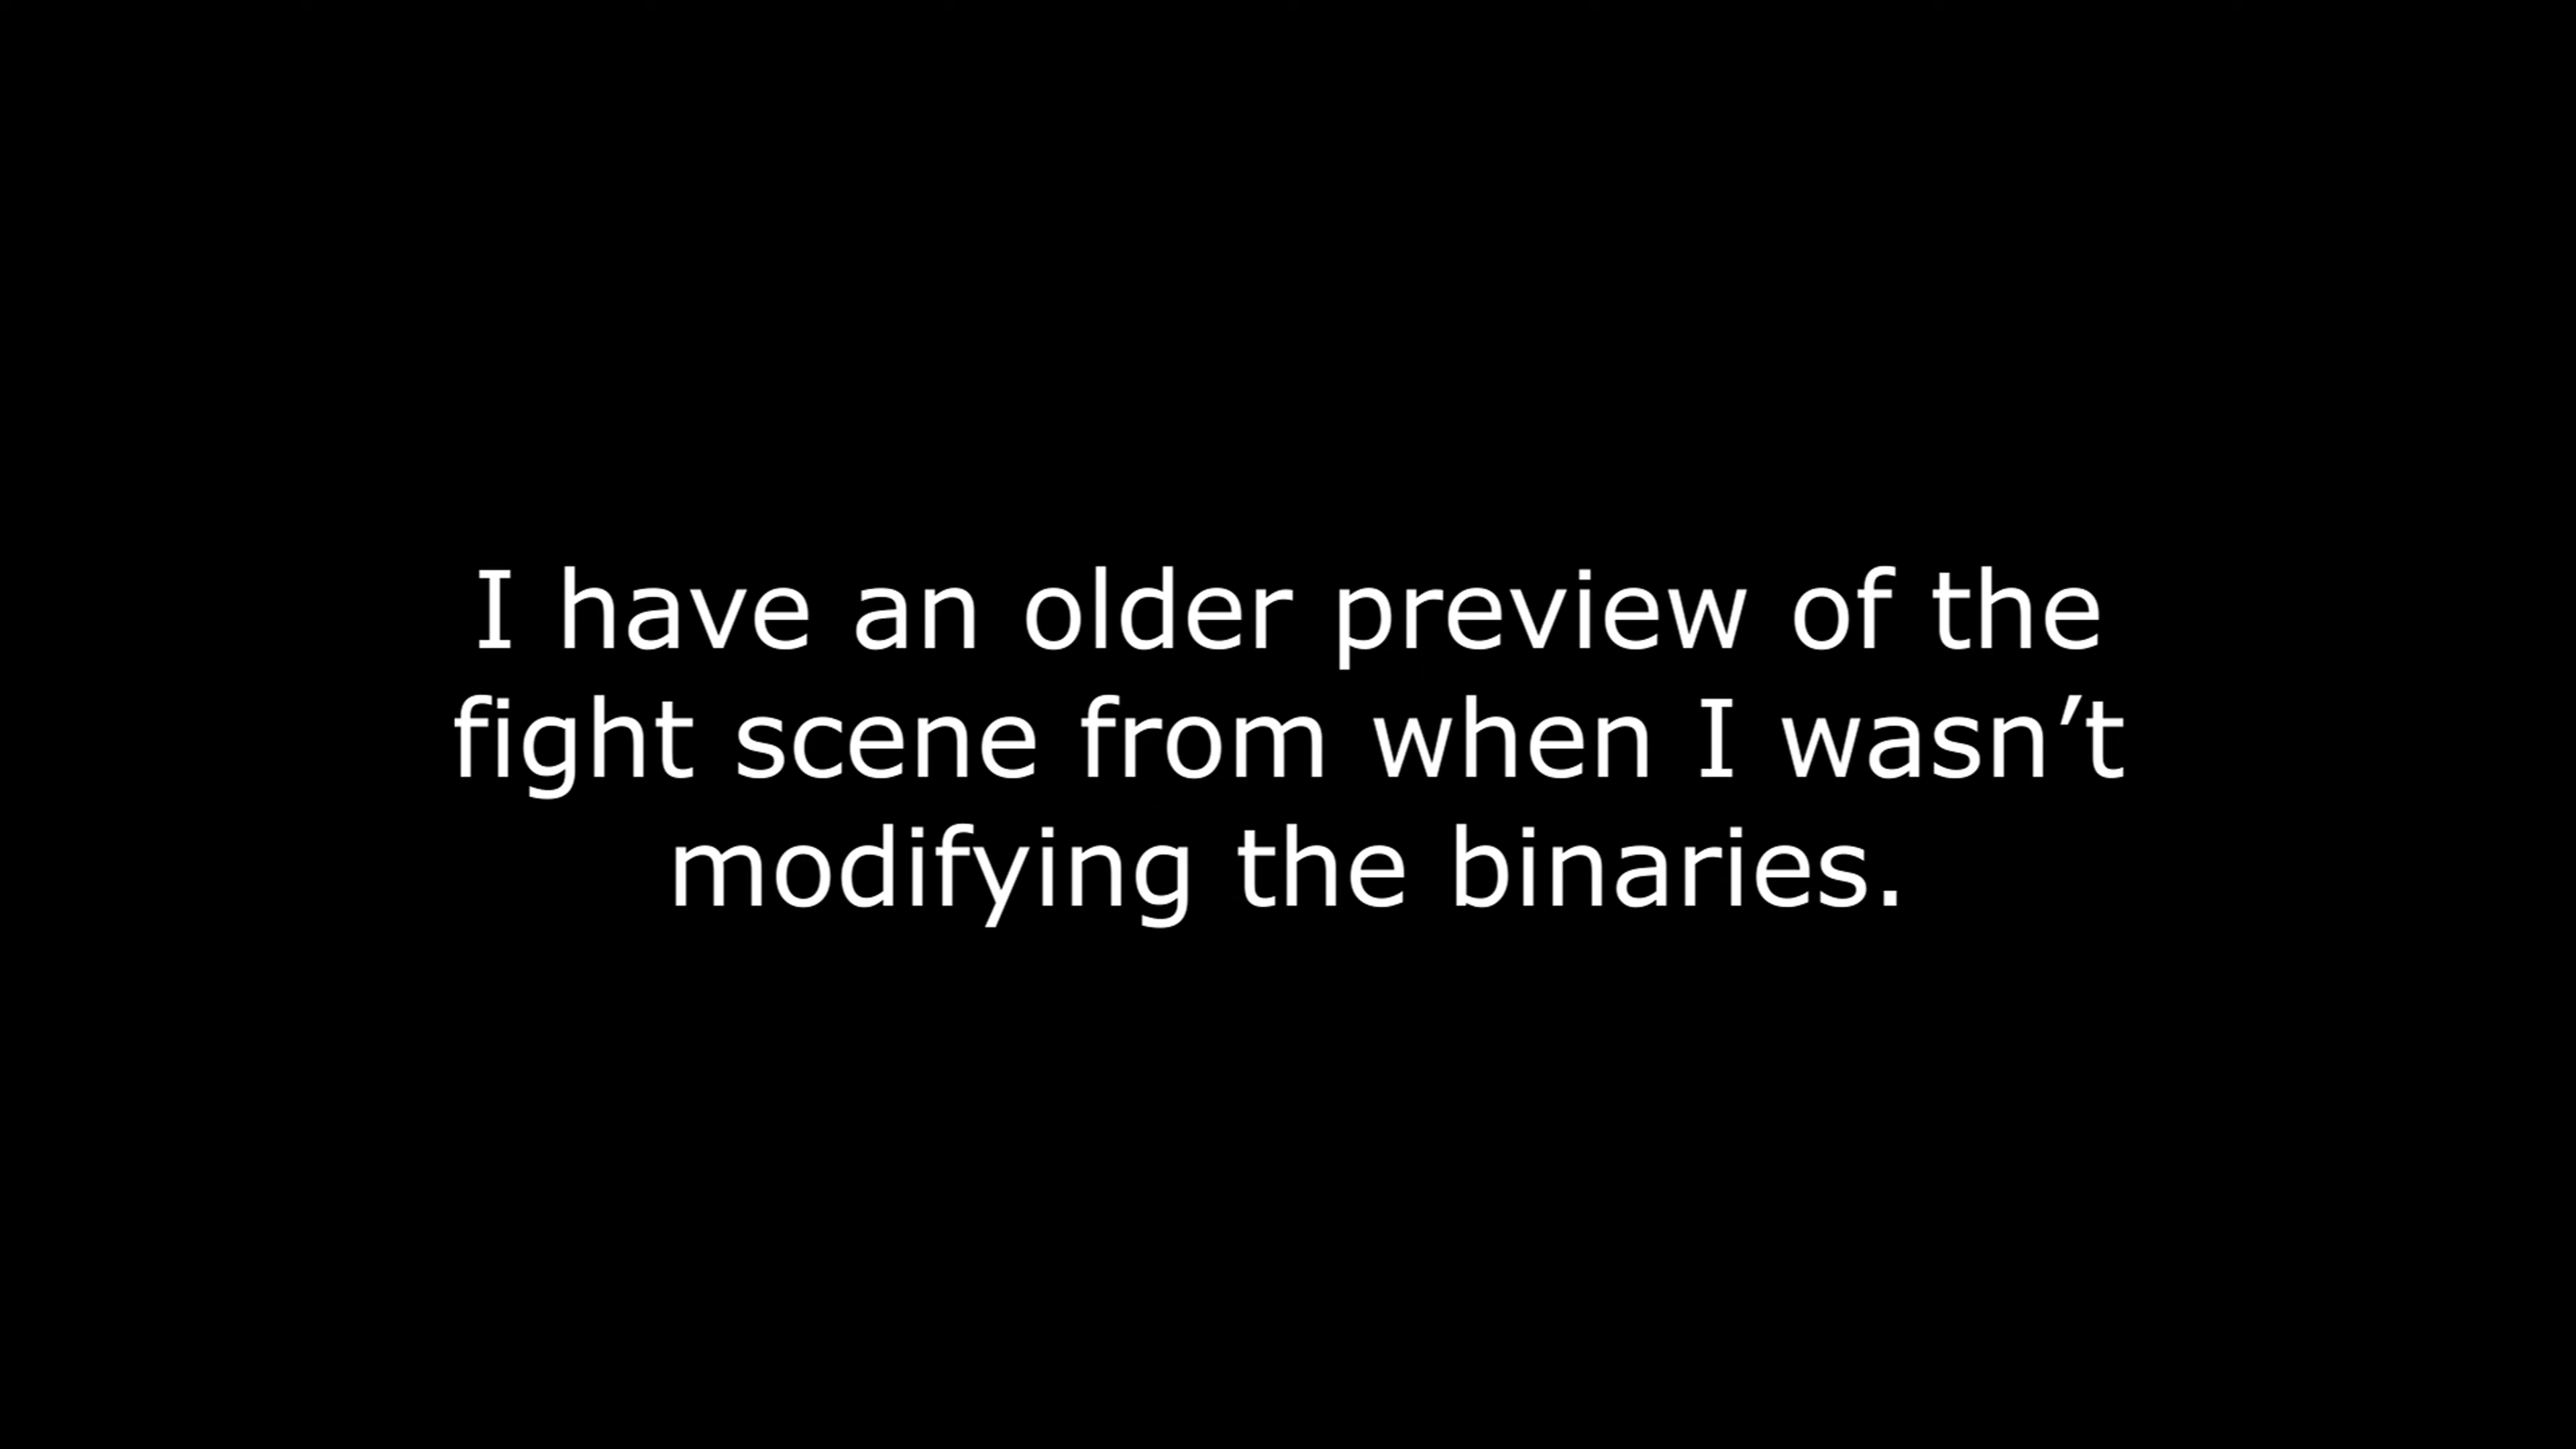 I have an older preview of the
fight scene from when I wasn’t
modifying the binaries.